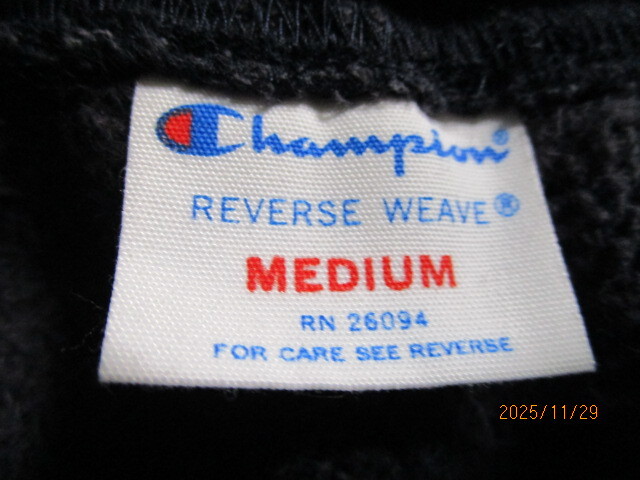 Champion®
REVERSE WEAVE®
MEDIUM
RN 26094
FOR CARE SEE REVERSE
2025/11/29